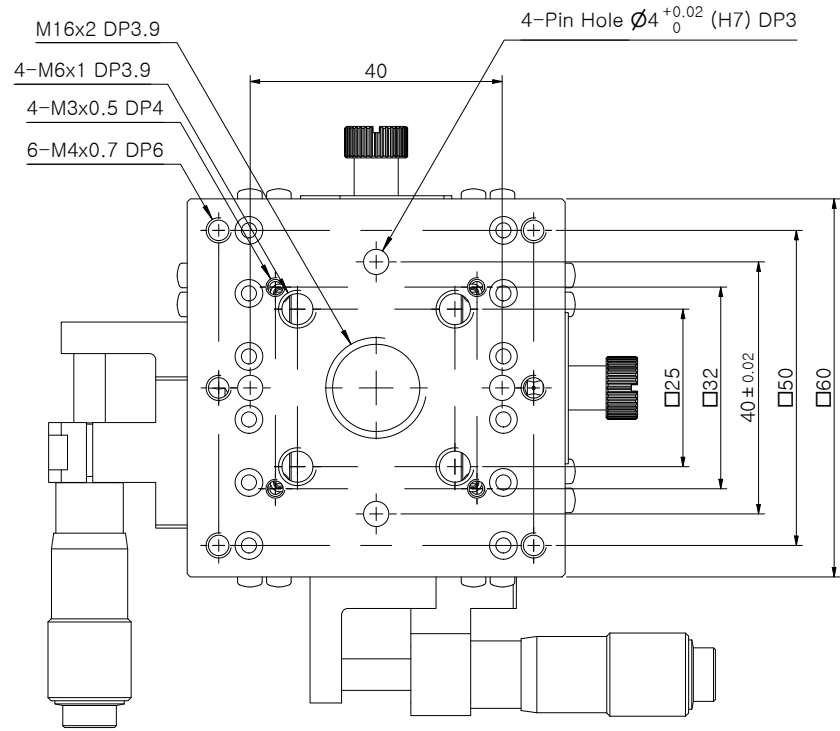 M16x2 DP3.9
4-Pin Hole Ø4 +0.02 0 (H7) DP3
4-M6x1 DP3.9
40
4-M3x0.5 DP4
6-M4x0.7 DP6
□25
□32
40±0.02
□50
□60